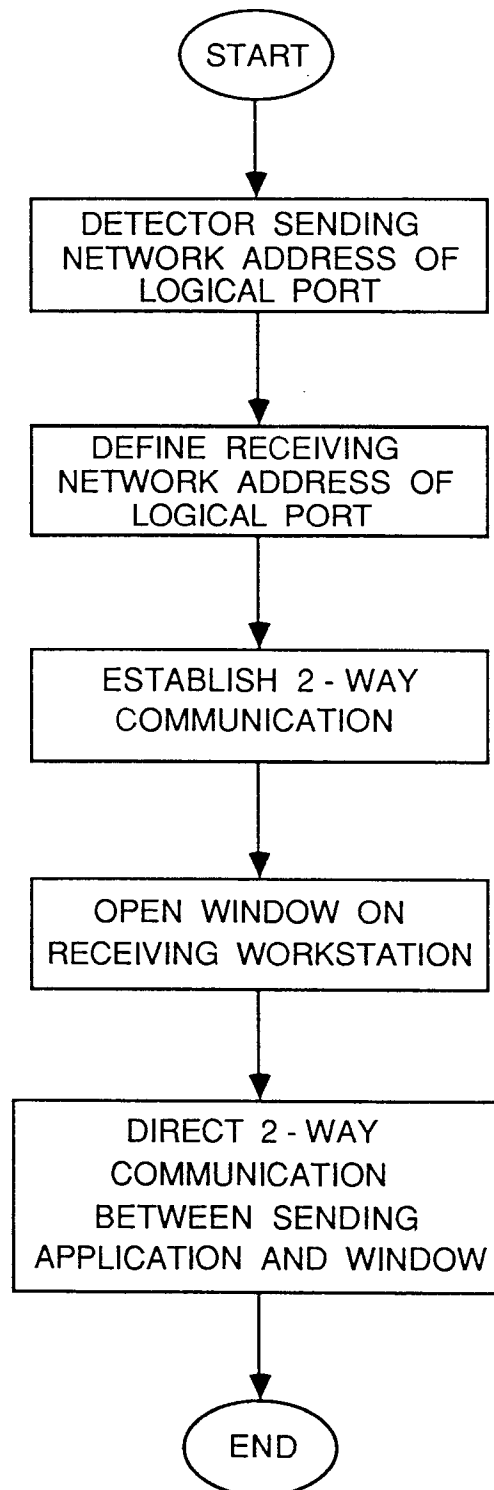 START
DETECTOR SENDING
NETWORK ADDRESS OF
LOGICAL PORT
DEFINE RECEIVING
NETWORK ADDRESS OF
LOGICAL PORT
ESTABLISH 2 - WAY
COMMUNICATION
OPEN WINDOW ON
RECEIVING WORKSTATION
DIRECT 2 - WAY
COMMUNICATION
BETWEEN SENDING
APPLICATION AND WINDOW
END